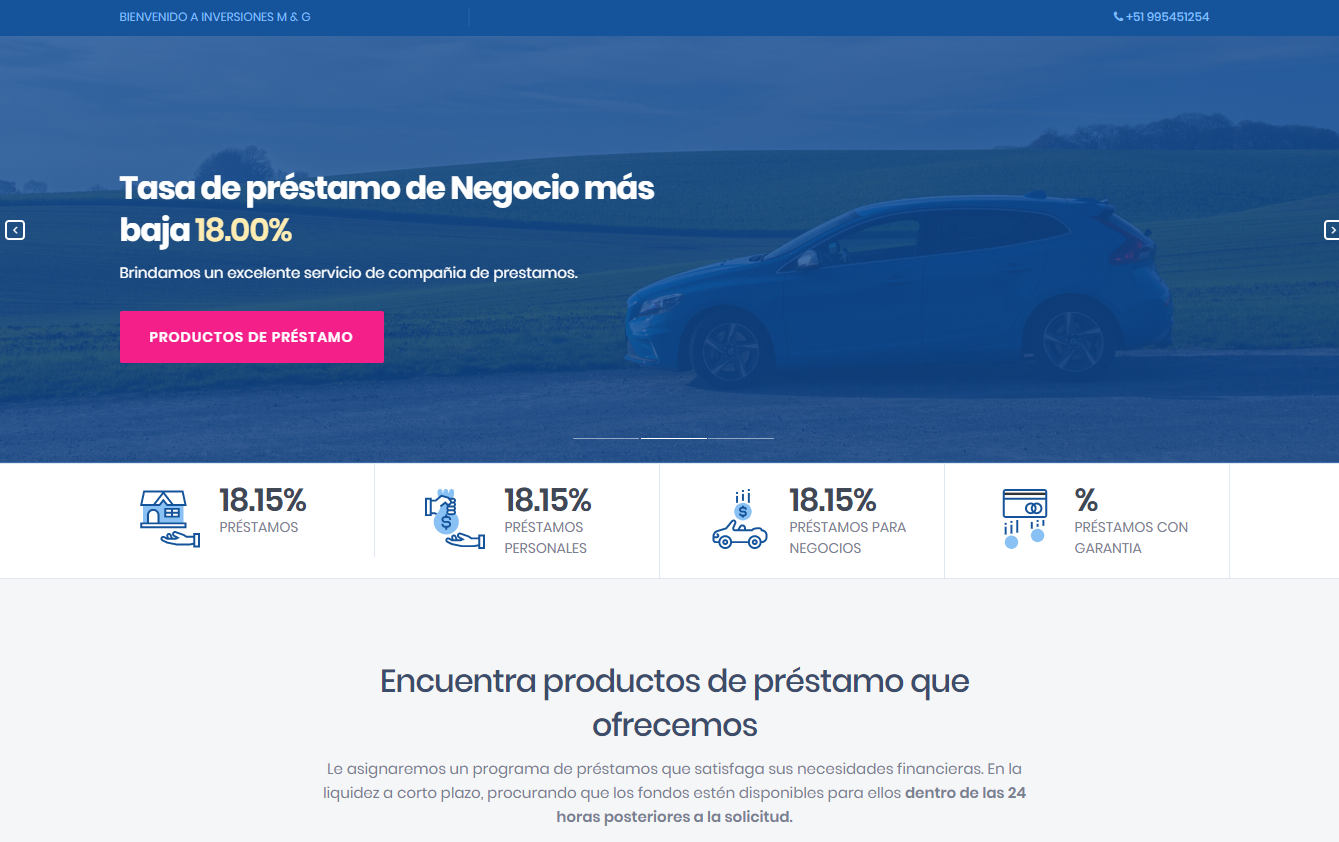 BIENVENIDO A INVERSIONES M & G
+51 995451254
Tasa de préstamo de Negocio más
baja 18.00%
Brindamos un excelente servicio de compañia de prestamos.
PRODUCTOS DE PRÉSTAMO
18.15%
PRÉSTAMOS
18.15%
PRÉSTAMOS
PERSONALES
18.15%
PRÉSTAMOS PARA
NEGOCIOS
%
PRÉSTAMOS CON
GARANTIA
Encuentra productos de préstamo que
ofrecemos
Le asignaremos un programa de préstamos que satisfaga sus necesidades financieras. En la
liquidez a corto plazo, procurando que los fondos estén disponibles para ellos dentro de las 24
horas posteriores a la solicitud.